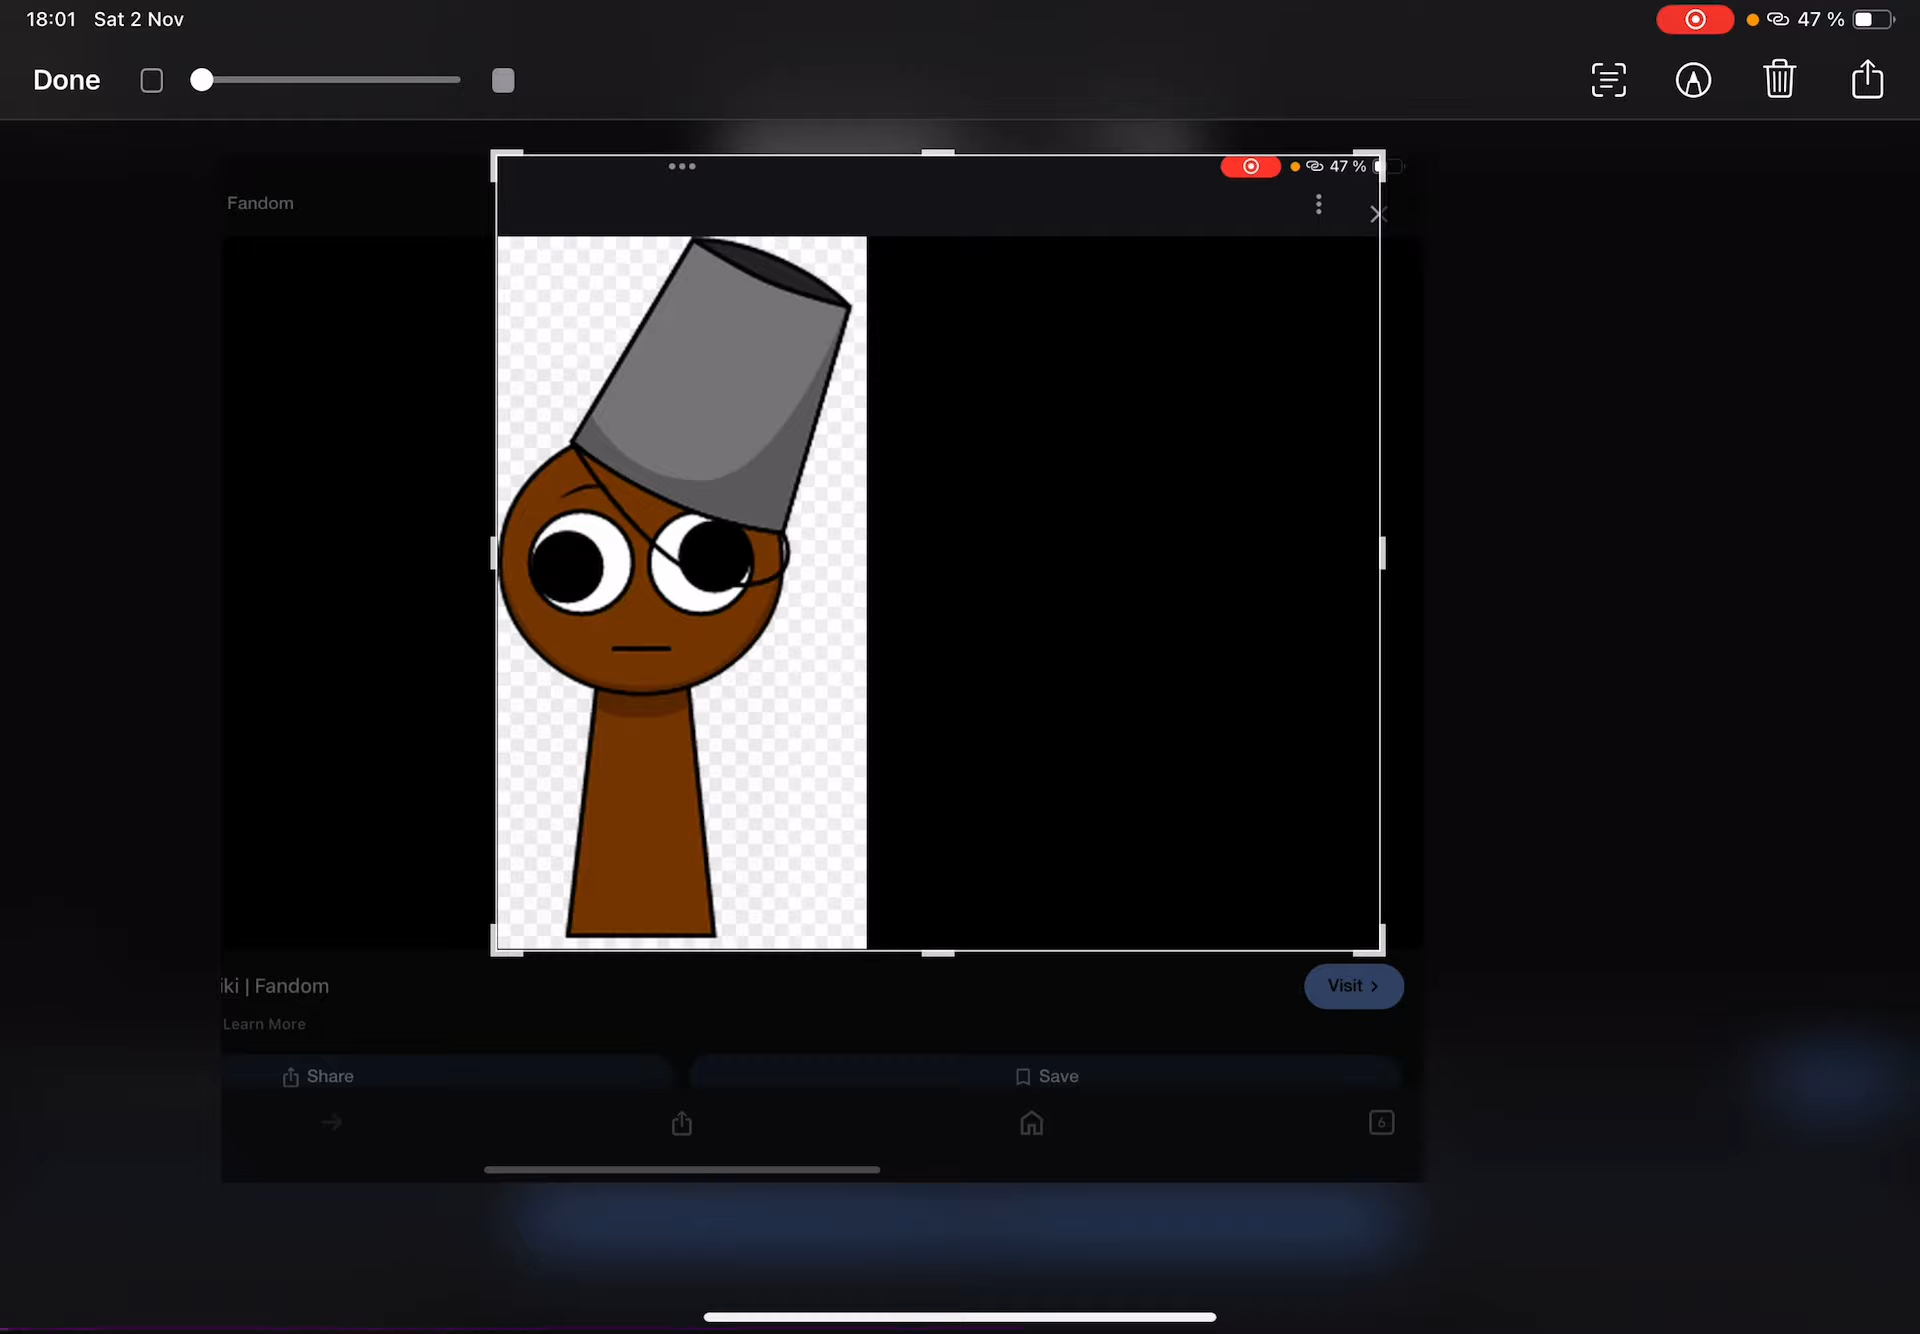 18:01 Sat 2 Nov
47 %
Done
47 %
Fandom
iki | Fandom
Visit
Learn More
Share
Save
6